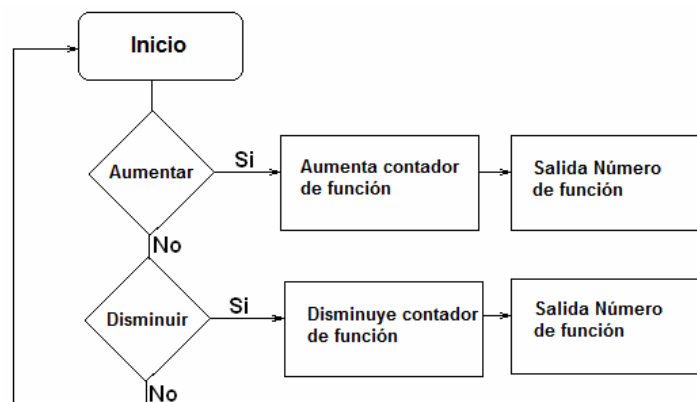 Inicio
Aumentar
Si
Aumenta contador
de función
Salida Número
de función
No
Disminuir
Si
Disminuye contador
de función
Salida Número
de función
No